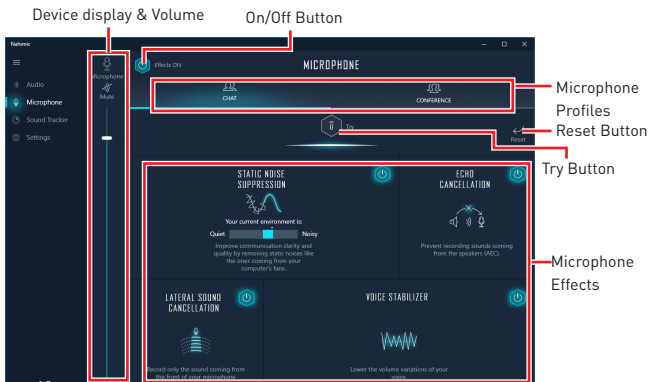 Device display & Volume
On/Off Button
Nahimic
Microphone
Mute
Effects ON
MICROPHONE
Audio
Microphone
Sound Tracker
Settings
CHAT
CONFERENCE
Try
Reset
Microphone
Profiles
Reset Button
Try Button
STATIC NOISE
SUPPRESSION
Your current environment is:
Quiet
Noisy
Improve communication clarity and
quality by removing static noises like
the ones coming from your
computer's fans.
ECHO
CANCELLATION
Prevent recording sounds coming
from the speakers (AEC).
Microphone
Effects
LATERAL SOUND
CANCELLATION
Record only the sound coming from
the front of your microphone
VOICE STABILIZER
Lower the volume variations of your
voice.